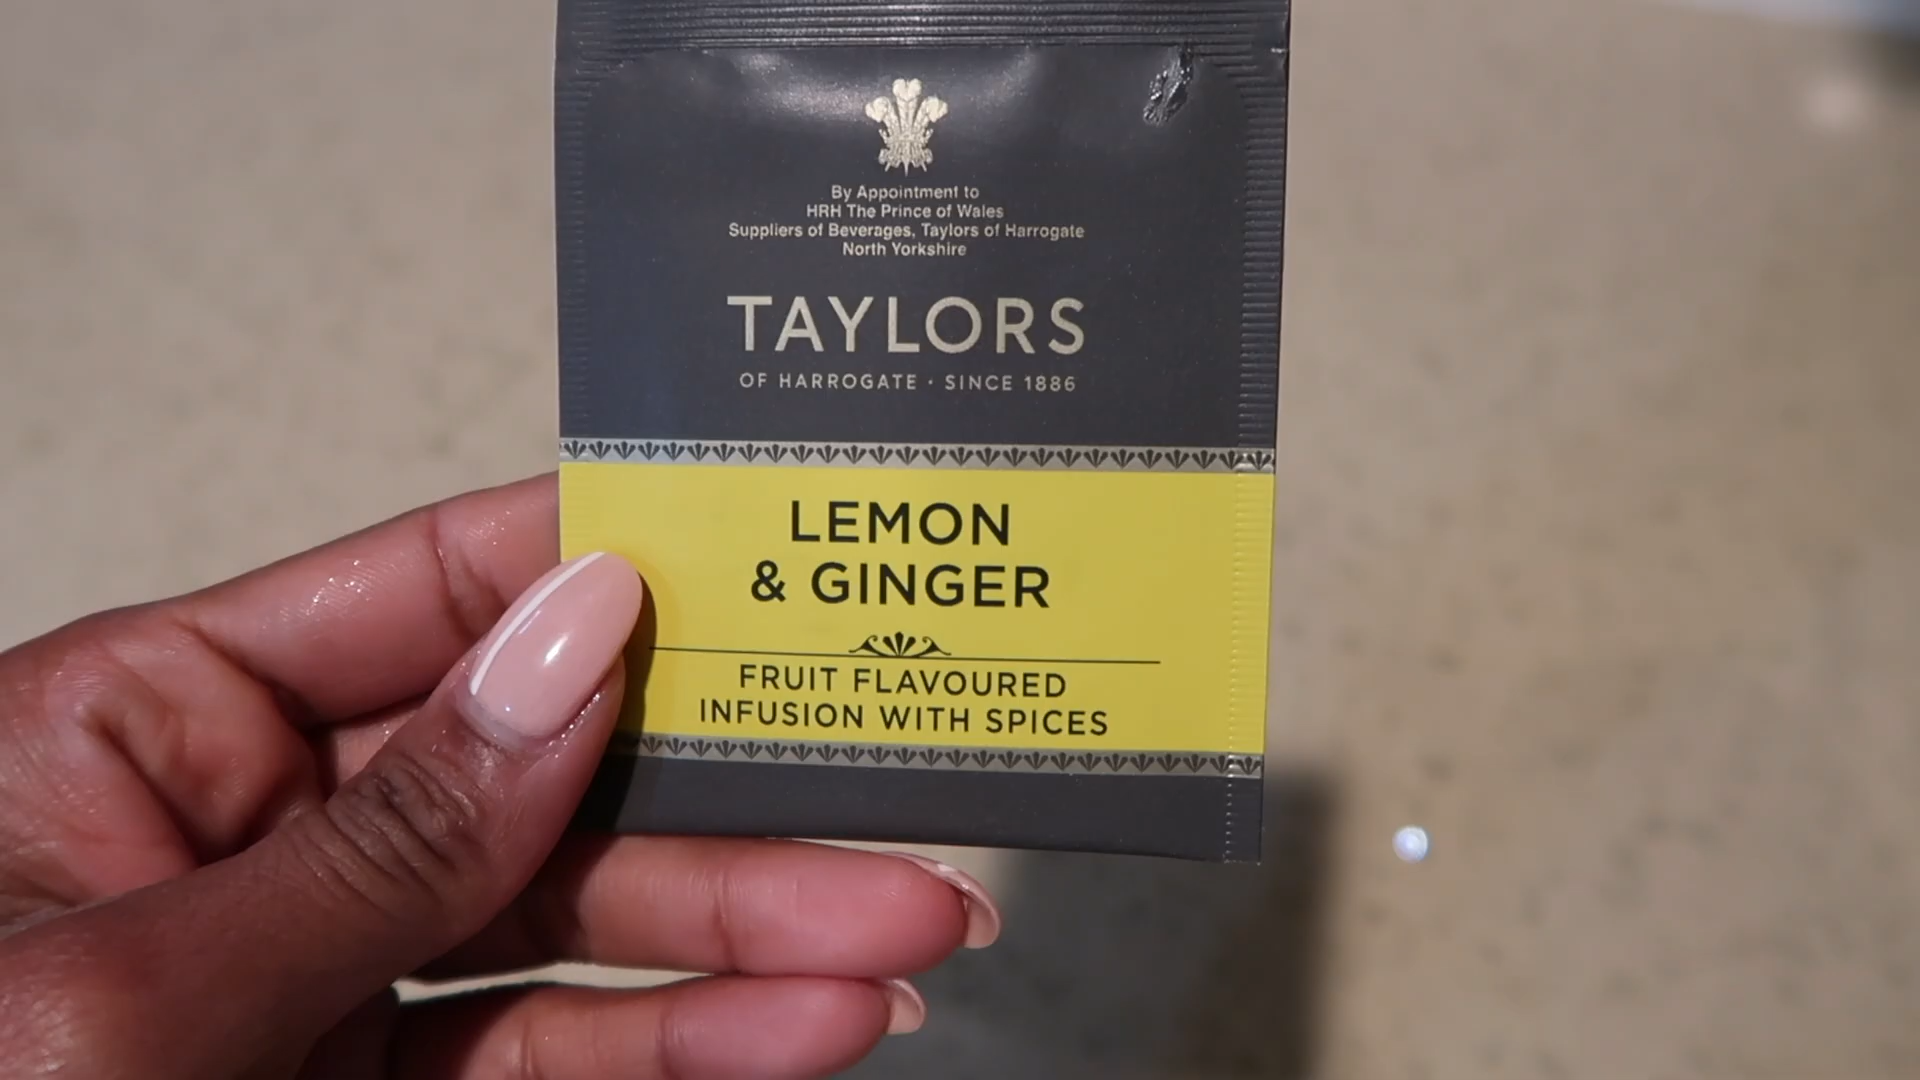 By Appointment to
HRH The Prince of Wales
Suppliers of Beverages, Taylors of Harrogate
North Yorkshire
TAYLORS
OF HARROGATE · SINCE 1886
LEMON
& GINGER
FRUIT FLAVOURED
INFUSION WITH SPICES